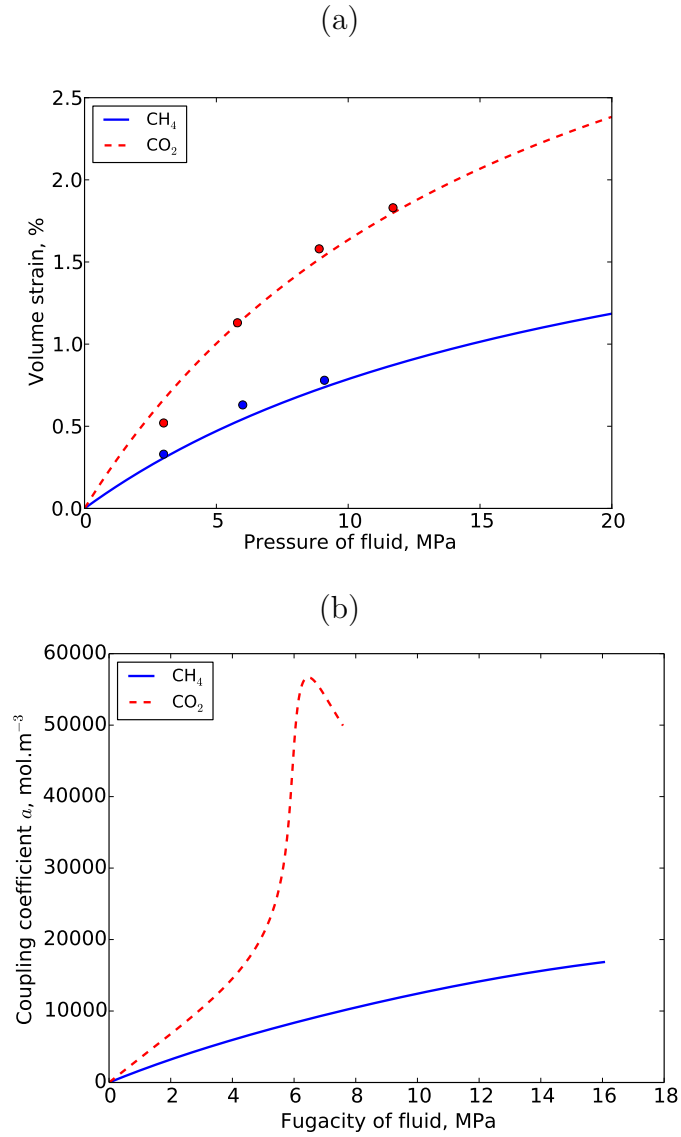 (a)
2.5
2.0
1.5
1.0
0.5
0.0
Volume strain, %
CH₄
CO₂
0 5 10 15 20
Pressure of fluid, MPa
(b)
60000
50000
40000
30000
20000
10000
0
Coupling coefficient a, mol.m⁻³
CH₄
CO₂
0 2 4 6 8 10 12 14 16 18
Fugacity of fluid, MPa